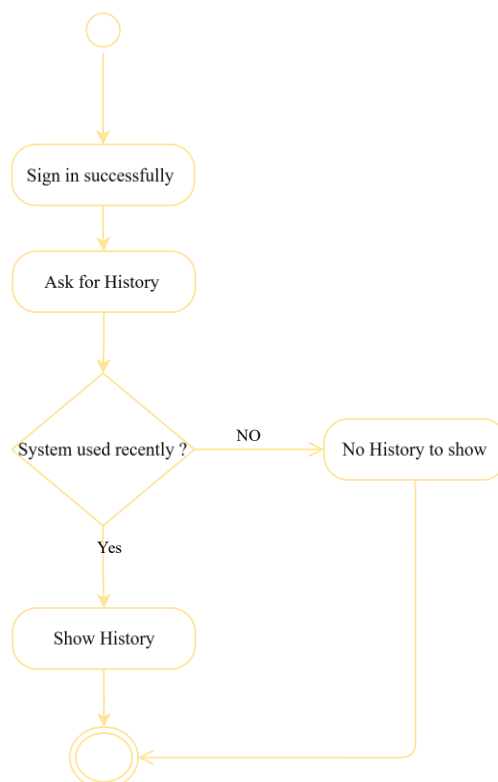 Sign in successfully
Ask for History
System used recently ?
NO
No History to show
Yes
Show History